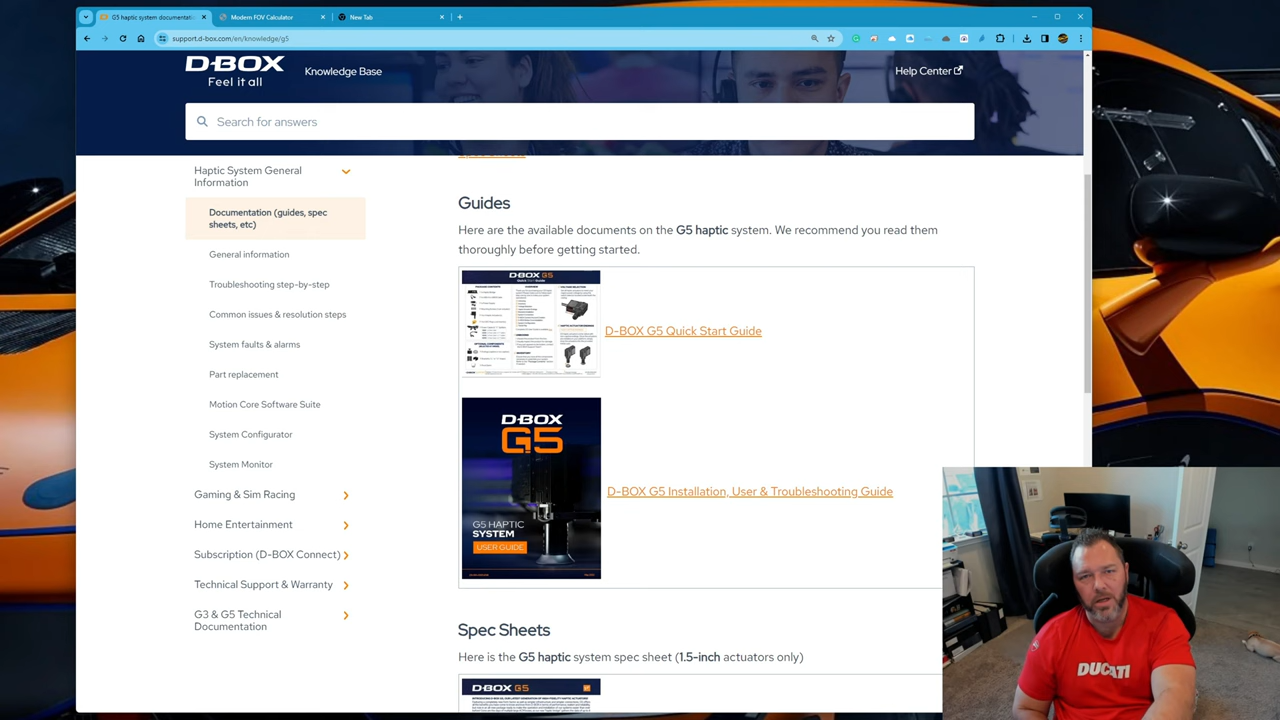 G5 haptic system documentatio
Modern FOV Calculator
New Tab
support.d-box.com/en/knowledge/g5
D-BOX
Feel it all
Knowledge Base
Help Center
Search for answers
Haptic System General
Information
Documentation (guides, spec
sheets, etc)
General information
Troubleshooting step-by-step
Common issues & resolution steps
System faults & alarms
Part replacement
Motion Core Software Suite
System Configurator
System Monitor
Gaming & Sim Racing
Home Entertainment
Subscription (D-BOX Connect)
Technical Support & Warranty
G3 & G5 Technical
Documentation
Guides
Here are the available documents on the G5 haptic system. We recommend you read them
thoroughly before getting started.
D-BOX G5
Quick Start Guide
D-BOX G5 Quick Start Guide
D-BOX
G5
G5 HAPTIC
SYSTEM
USER GUIDE
D-BOX G5 Installation, User & Troubleshooting Guide
Spec Sheets
Here is the G5 haptic system spec sheet (1.5-inch actuators only)
D-BOX G5
DUCATI